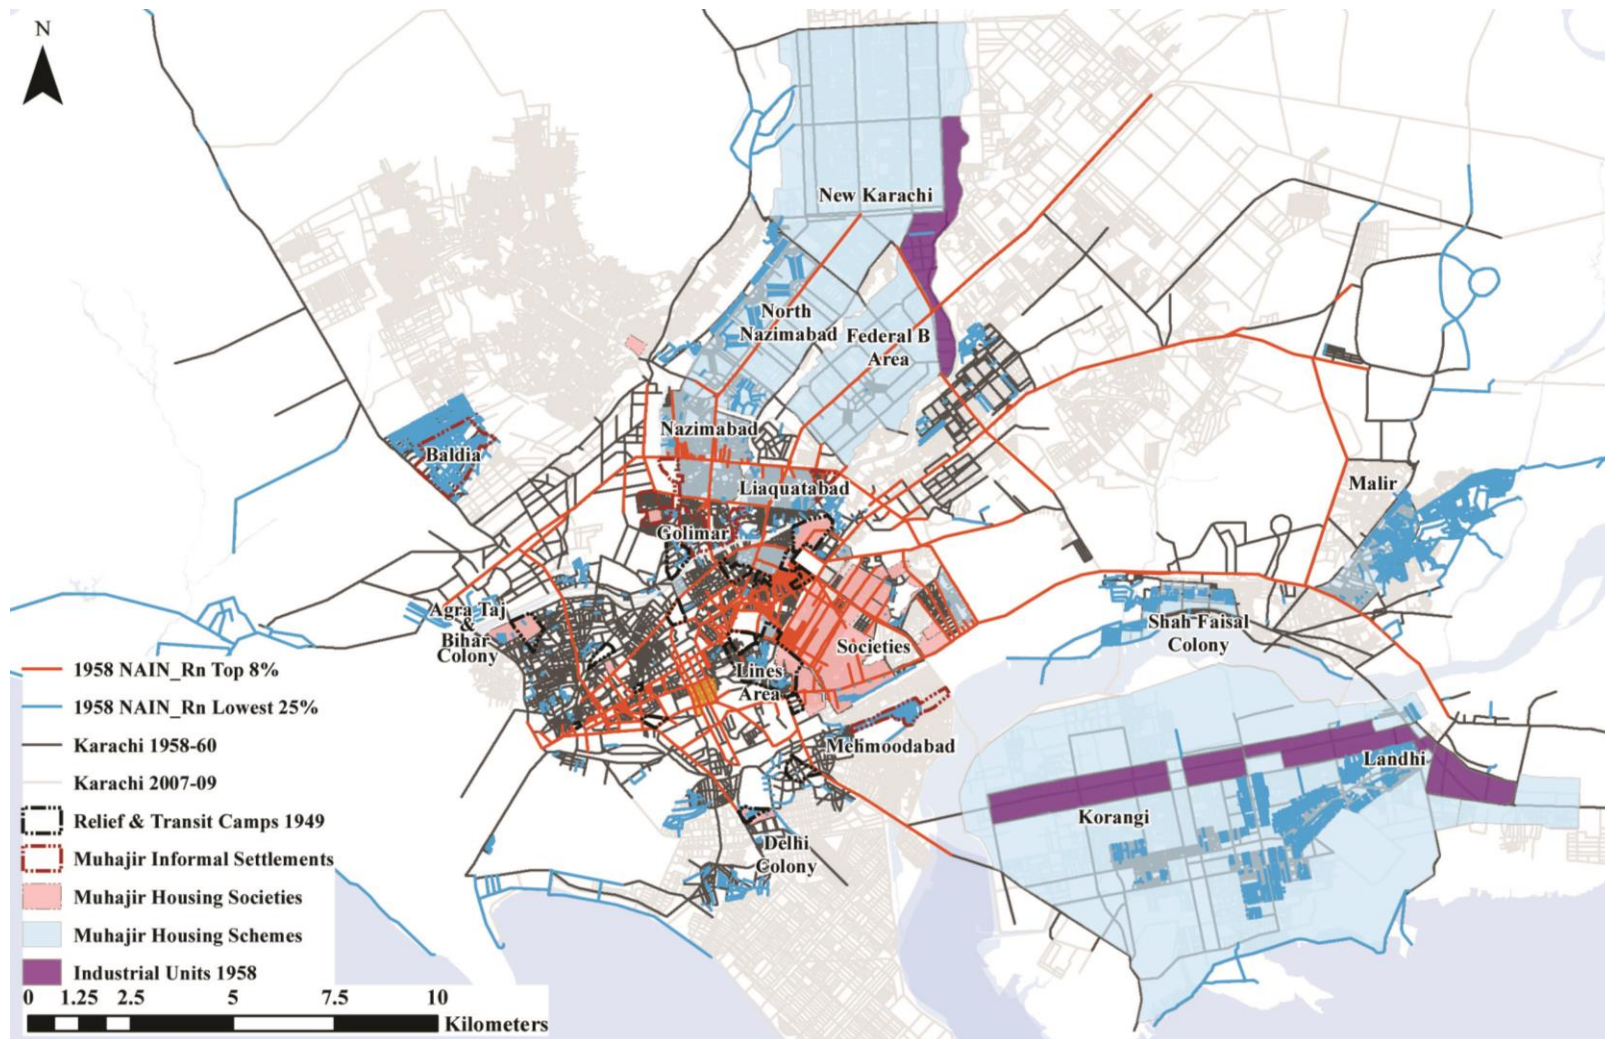 N
New Karachi
North
Nazimabad
Federal B
Area
Nazimabad
Baldia
Liaquatabad
Malir
Golimar
Agra Taj
&
Bihar
Colony
Shah Faisal
Colony
Societies
Lines
Area
Mehmoodabad
Landhi
Korangi
Delhi
Colony
1958 NAIN_Rn Top 8%
1958 NAIN_Rn Lowest 25%
Karachi 1958-60
Karachi 2007-09
Relief & Transit Camps 1949
Muhajir Informal Settlements
Muhajir Housing Societies
Muhajir Housing Schemes
Industrial Units 1958
0 1.25 2.5 5 7.5 10
Kilometers